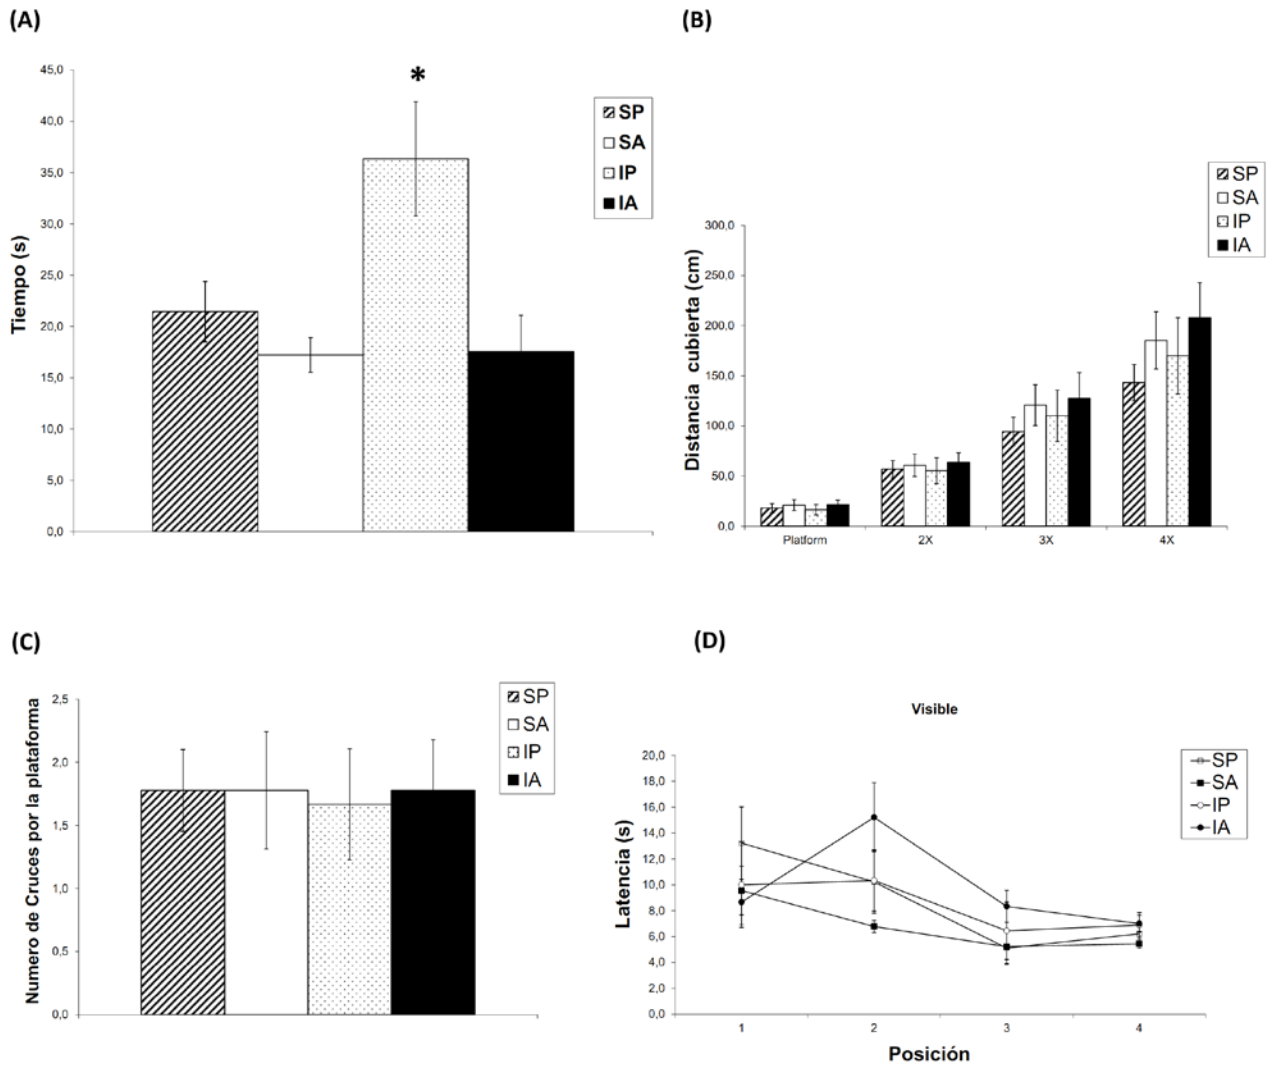 (A)
45,0
40,0
35,0
30,0
25,0
20,0
15,0
10,0
5,0
0,0
Tiempo (s)
*
SP
SA
IP
IA
(B)
300.0
250.0
200.0
150.0
100.0
50.0
0.0
Distancia cubierta (cm)
Platform 2X 3X 4X
SP
SA
IP
IA
(C)
2,5
2,0
1,5
1,0
0,5
0,0
Numero de Cruces por la plataforma
SP
SA
IP
IA
(D)
Visible
20,0
18,0
16,0
14,0
12,0
10,0
8,0
6,0
4,0
2,0
0,0
Latencia (s)
1 2 3 4
Posición
SP
SA
IP
IA